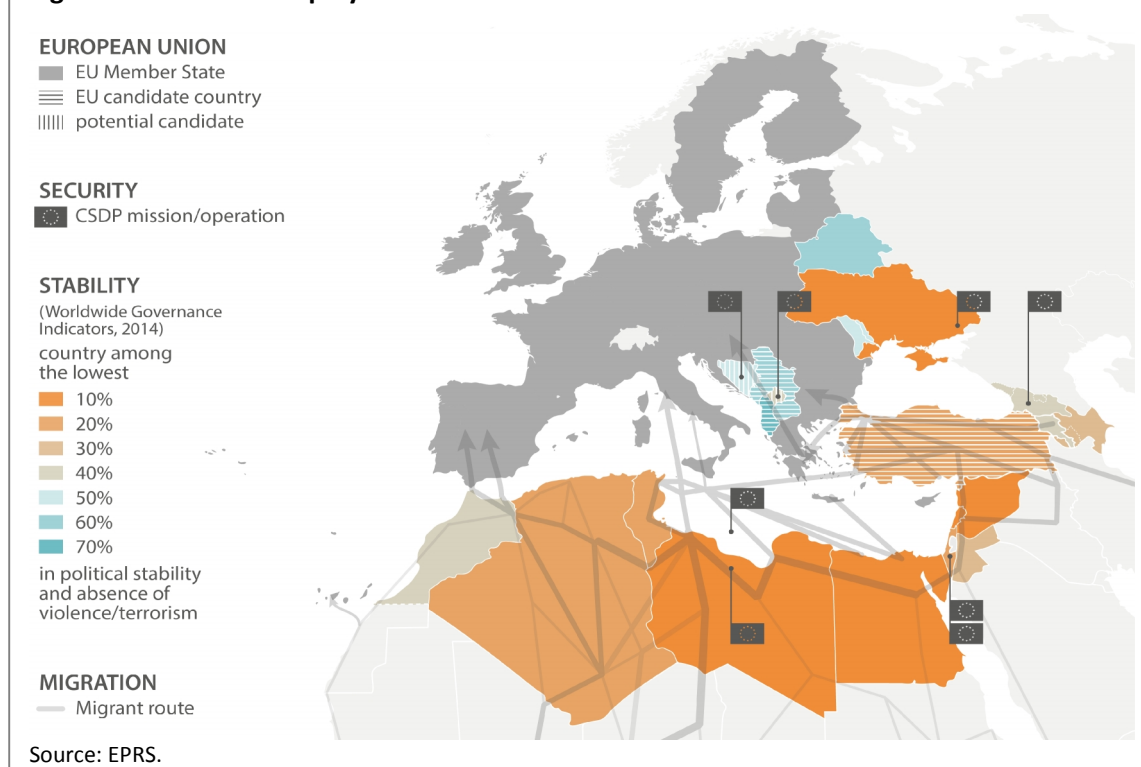 EUROPEAN UNION
EU Member State
EU candidate country
potential candidate
SECURITY
CSDP mission/operation
STABILITY
(Worldwide Governance
Indicators, 2014)
country among
the lowest
10%
20%
30%
40%
50%
60%
70%
in political stability
and absence of
violence/terrorism
MIGRATION
Migrant route
Source: EPRS.